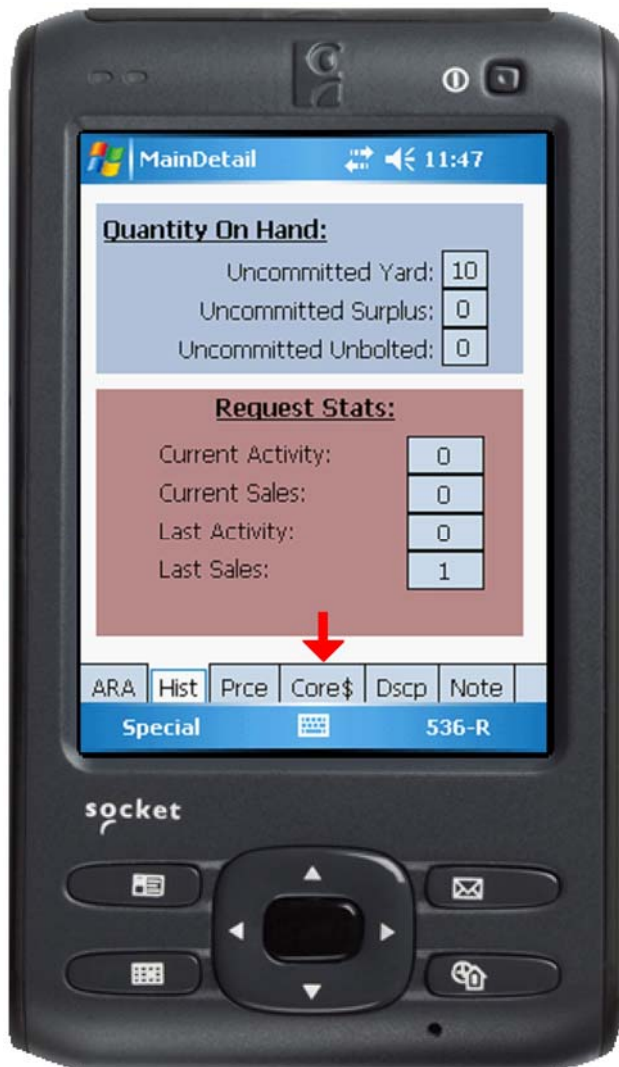 MainDetail 11:47
Quantity On Hand:
Uncommitted Yard: 10
Uncommitted Surplus: 0
Uncommitted Unbolted: 0
Request Stats:
Current Activity: 0
Current Sales: 0
Last Activity: 0
Last Sales: 1
ARA Hist Prce Core$ Dscp Note
Special 536-R
socket